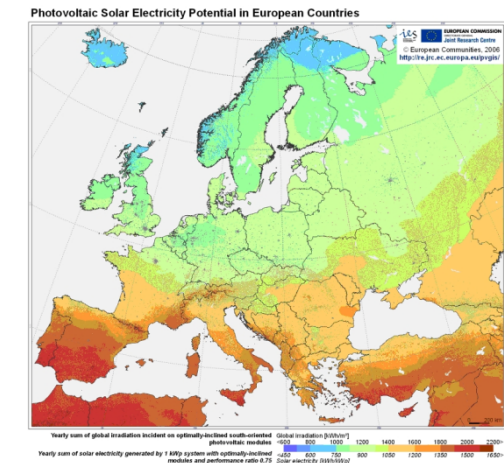 Photovoltaic Solar Electricity Potential in European Countries
EUROPEAN COMMISSION
Joint Research Centre
© European Communities, 2006
http://re.jrc.ec.europa.eu/pvgis/
Yearly sum of global irradiation incident on optimally-inclined south-oriented
photovoltaic modules
Global irradiation [kWh/m²]
<600 800 1000 1200 1400 1600 1800 2000 2200>
<450 600 750 900 1050 1200 1350 1500 1650>
Yearly sum of solar electricity generated by 1 kWp system with optimally-inclined
modules and performance ratio 0.75
Solar electricity [kWh/kWp]